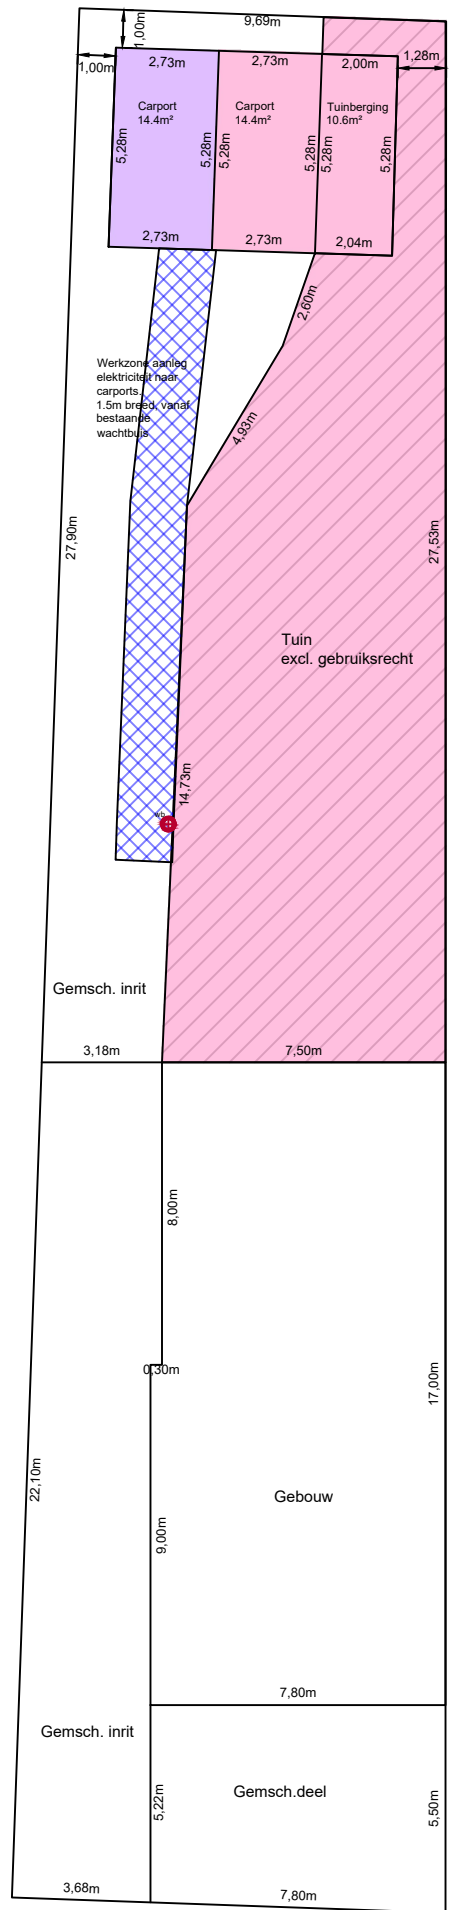 9,69m
1,00m
1,00m
1,28m
2,73m
2,73m
2,00m
Carport
14.4m²
Carport
14.4m²
Tuinberging
10.6m²
5,28m
5,28m
5,28m
5,28m
5,28m
5,28m
2,73m
2,73m
2,04m
2,60m
Werkzone aanleg
elektriciteit naar
carports.
1.5m breed, vanaf
bestaande
wachtbuis
4,93m
27,90m
27,53m
Tuin
excl. gebruiksrecht
14,73m
wb
Gemsch. inrit
3,18m
7,50m
8,00m
0,30m
17,00m
22,10m
Gebouw
9,00m
7,80m
Gemsch. inrit
Gemsch.deel
5,22m
5,50m
3,68m
7,80m